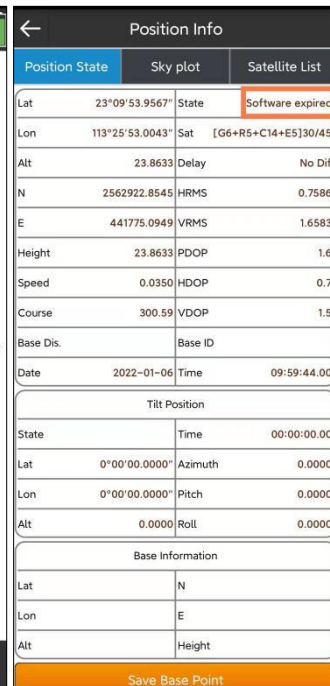 Position Info
Position State Sky plot Satellite List
Lat 23°09'53.9567" State Software expired
Lon 113°25'53.0043" Sat [G6+R5+C14+E5]30/45
Alt 23.8633 Delay No Dif
N 2562922.8545 HRMS 0.7586
E 441775.0949 VRMS 1.6583
Height 23.8633 PDOP 1.6
Speed 0.0350 HDOP 0.7
Course 300.59 VDOP 1.5
Base Dis. Base ID
Date 2022-01-06 Time 09:59:44.00
Tilt Position
State Time 00:00:00.00
Lat 0°00'00.0000" Azimuth 0.0000
Lon 0°00'00.0000" Pitch 0.0000
Alt 0.0000 Roll 0.0000
Base Information
Lat N
Lon E
Alt Height
Save Base Point